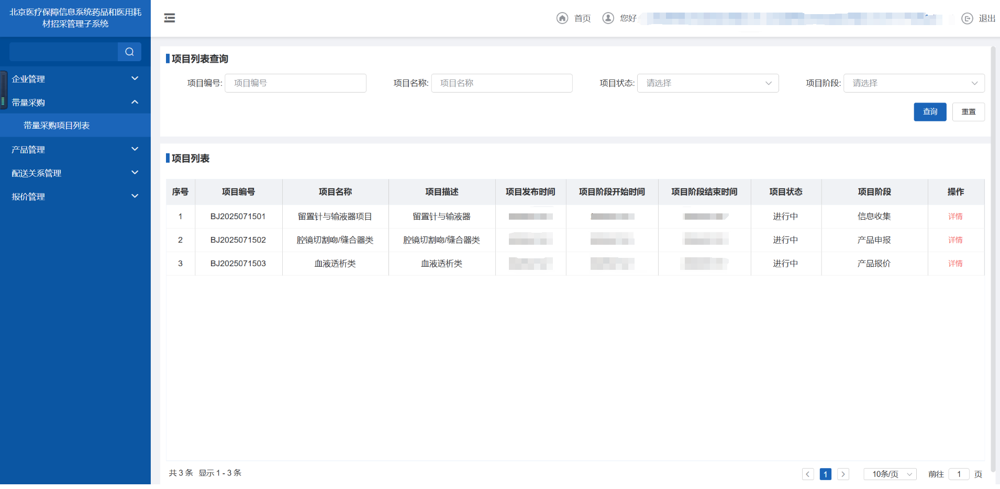 北京医疗保障信息系统药品和医用耗
材招采管理子系统
首页
您好
退出
企业管理
带量采购
带量采购项目列表
产品管理
配送关系管理
报价管理
项目列表查询
项目编号: 项目编号
项目名称: 项目名称
项目状态: 请选择
项目阶段: 请选择
查询 重置
项目列表
序号 项目编号 项目名称 项目描述 项目发布时间 项目阶段开始时间 项目阶段结束时间 项目状态 项目阶段 操作
1 BJ2025071501 留置针与输液器项目 留置针与输液器 进行中 信息收集 详情
2 BJ2025071502 腔镜切割吻/缝合器类 腔镜切割吻/缝合器类 进行中 产品申报 详情
3 BJ2025071503 血液透析类 血液透析类 进行中 产品报价 详情
共 3 条 显示 1 - 3 条
1
10条/页
前往 1 页